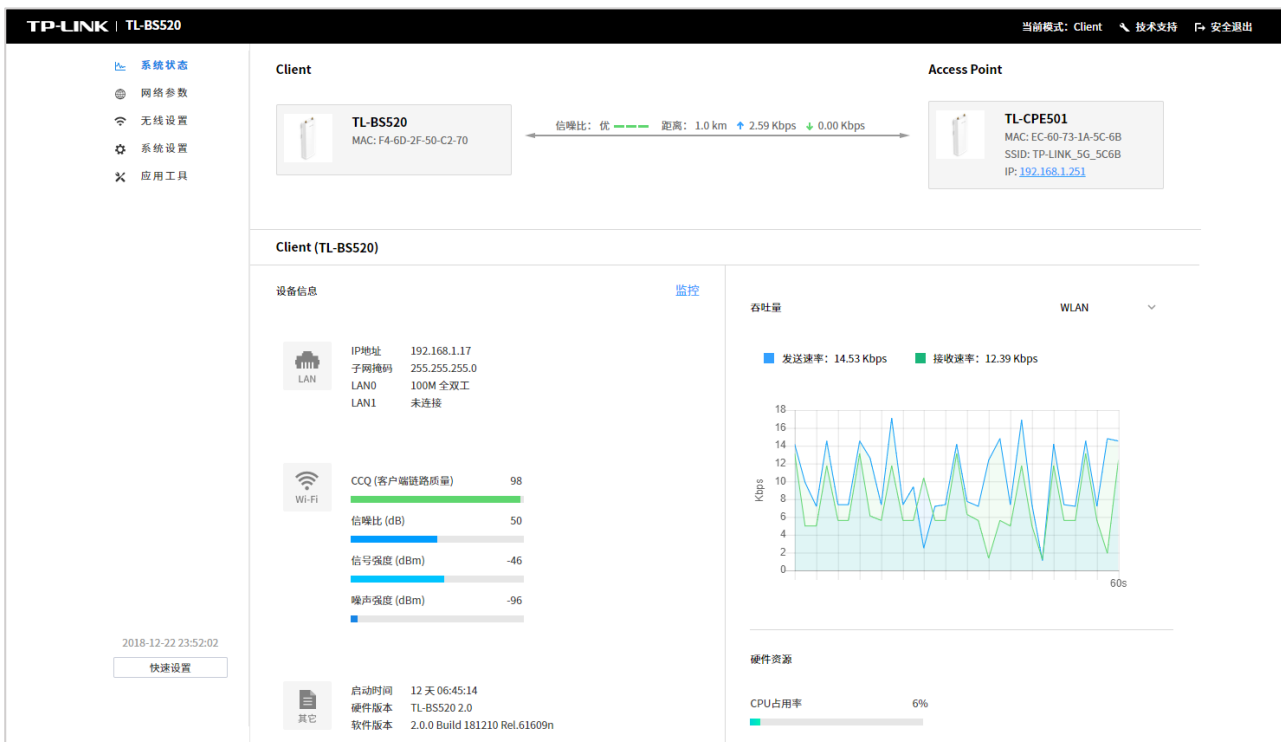 TP-LINK | TL-BS520
当前模式：Client 技术支持 安全退出
系统状态
网络参数
无线设置
系统设置
应用工具
2018-12-22 23:52:02
快速设置
Client
TL-BS520
MAC: F4-6D-2F-50-C2-70
信噪比： 优 距离： 1.0 km 2.59 Kbps 0.00 Kbps
Access Point
TL-CPE501
MAC: EC-60-73-1A-5C-6B
SSID: TP-LINK_5G_5C6B
IP: 192.168.1.251
Client (TL-BS520)
设备信息 监控
LAN
IP地址 192.168.1.17
子网掩码 255.255.255.0
LAN0 100M 全双工
LAN1 未连接
Wi-Fi
CCQ (客户端链路质量) 98
信噪比 (dB) 50
信号强度 (dBm) -46
噪声强度 (dBm) -96
其它
启动时间 12 天 06:45:14
硬件版本 TL-BS520 2.0
软件版本 2.0.0 Build 181210 Rel.61609n
吞吐量 WLAN
发送速率：14.53 Kbps 接收速率：12.39 Kbps
Kbps
18
16
14
12
10
8
6
4
2
0
60s
硬件资源
CPU占用率 6%